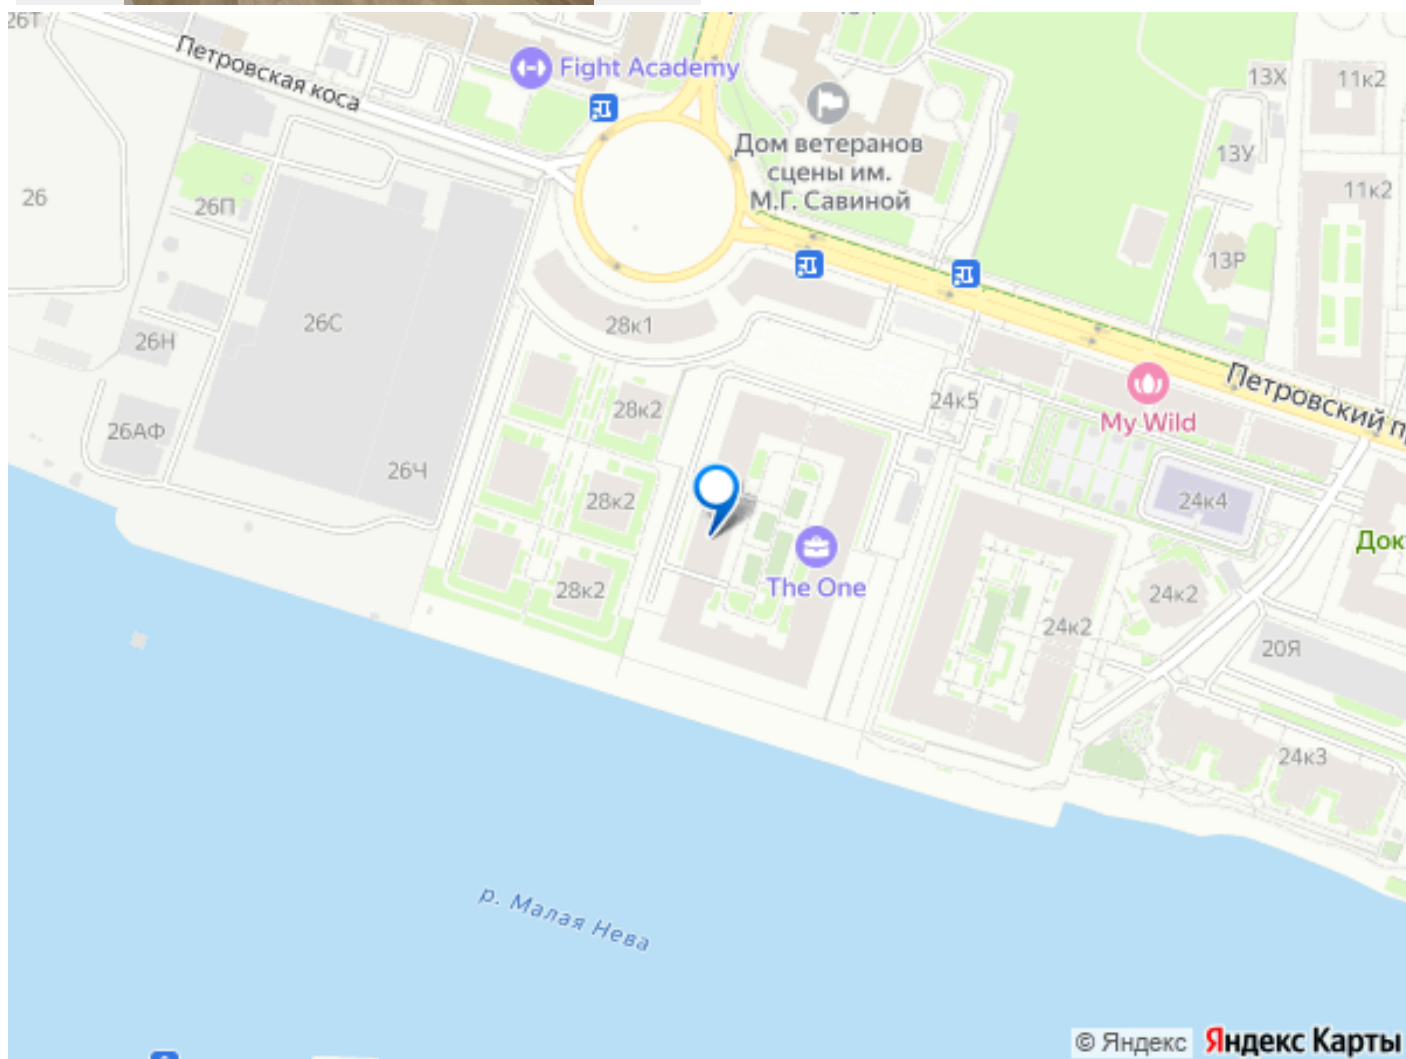 26Т
Петровская коса
Fight Academy
Дом ветеранов
сцены им.
М.Г. Савиной
13Х
11к2
13У
11к2
13Р
26
26П
26С
26Н
28к1
26АФ
26Ч
28к2
28к2
28к2
24к5
My Wild
Петровский п
24к4
Док
The One
24к2
24к2
20Я
24к3
р. Малая Нева
© Яндекс
Яндекс Карты